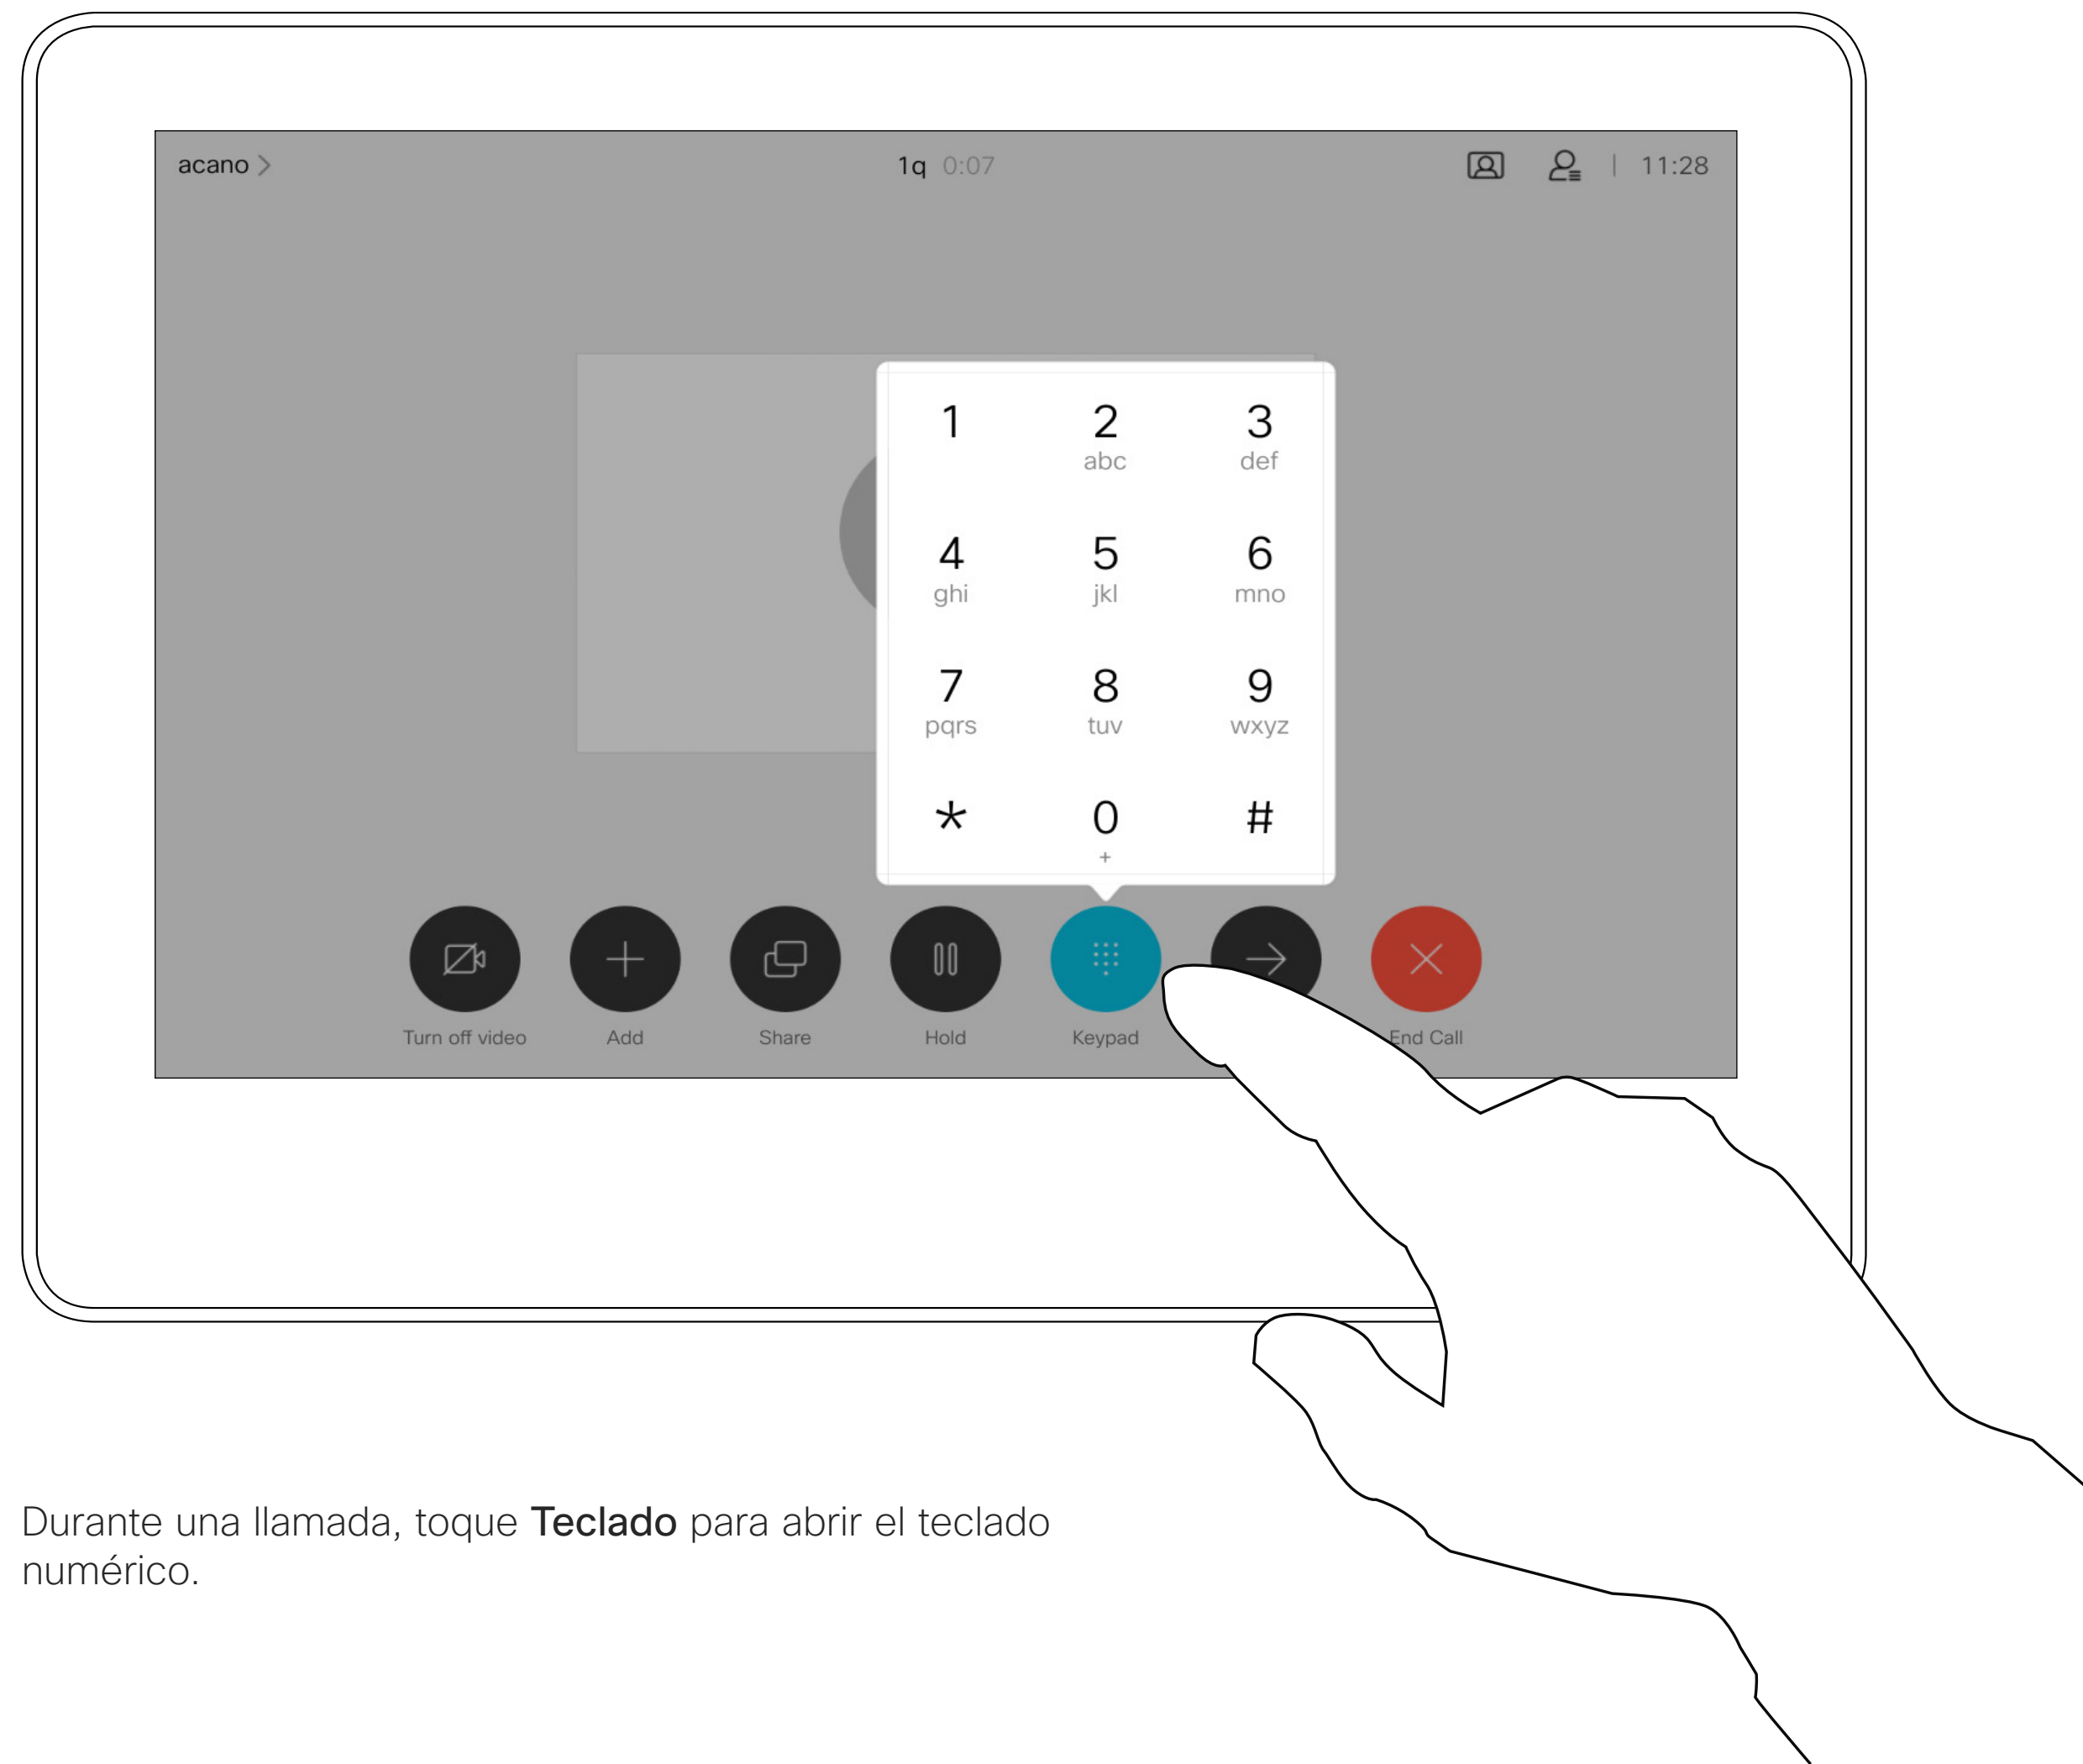 acano
1q 0:07
11:28
1 2 3
abc def
4 5 6
ghi jkl mno
7 8 9
pqrs tuv wxyz
* 0 #
+
Turn off video Add Share Hold Keypad End Call
Durante una llamada, toque Teclado para abrir el teclado
numérico.